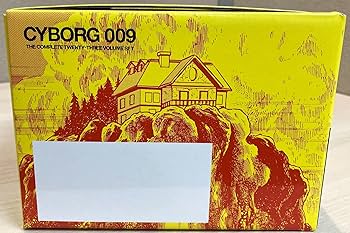 CYBORG 009
THE COMPLETE TWENTY-THREE VOLUME SET